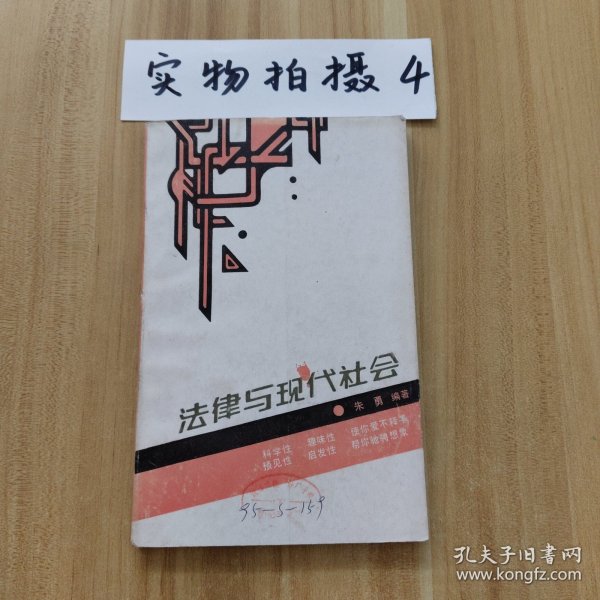 实物拍摄4
法律与现代社会
朱勇 编著
科学性 趣味性 使你爱不释手
预见性 启发性 帮你驰骋想象
95-5-159
孔夫子旧书网
www.kongfz.com